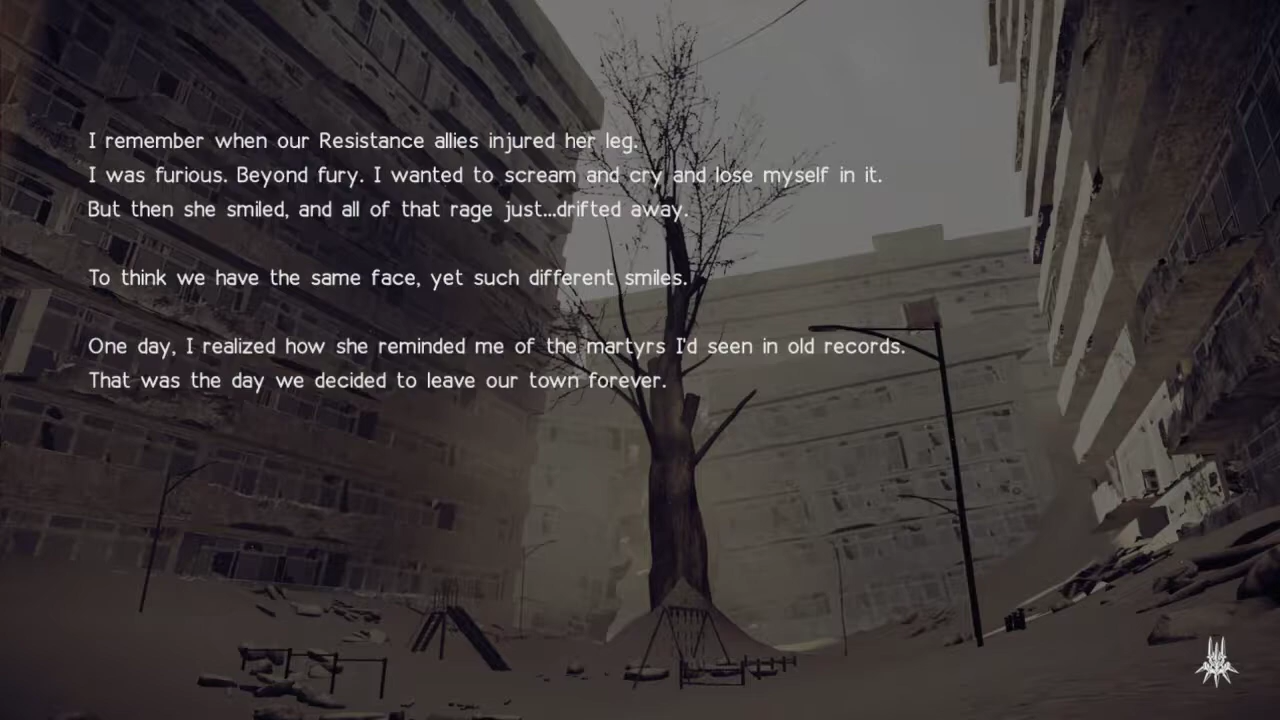 I remember when our Resistance allies injured her leg.
I was furious. Beyond fury. I wanted to scream and cry and lose myself in it.
But then she smiled, and all of that rage just...drifted away.
To think we have the same face, yet such different smiles.
One day, I realized how she reminded me of the martyrs I'd seen in old records.
That was the day we decided to leave our town forever.